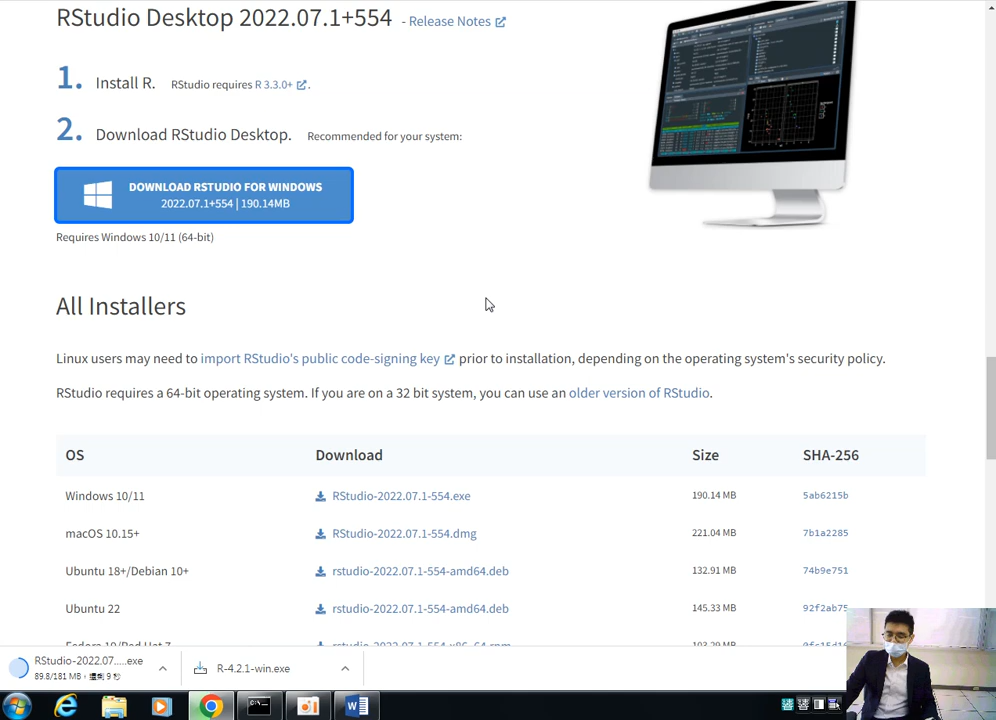 RStudio Desktop 2022.07.1+554 - Release Notes
1. Install R. RStudio requires R 3.3.0+.
2. Download RStudio Desktop. Recommended for your system:
DOWNLOAD RSTUDIO FOR WINDOWS
2022.07.1+554 | 190.14MB
Requires Windows 10/11 (64-bit)
All Installers
Linux users may need to import RStudio's public code-signing key prior to installation, depending on the operating system's security policy.
RStudio requires a 64-bit operating system. If you are on a 32 bit system, you can use an older version of RStudio.
OS Download Size SHA-256
Windows 10/11 RStudio-2022.07.1-554.exe 190.14 MB 5ab6215b
macOS 10.15+ RStudio-2022.07.1-554.dmg 221.04 MB 7b1a2285
Ubuntu 18+/Debian 10+ rstudio-2022.07.1-554-amd64.deb 132.91 MB 74b9e751
Ubuntu 22 rstudio-2022.07.1-554-amd64.deb 145.33 MB 92f2ab75
RStudio-2022.07.....exe
89.8/181 MB，還剩 9 秒
R-4.2.1-win.exe